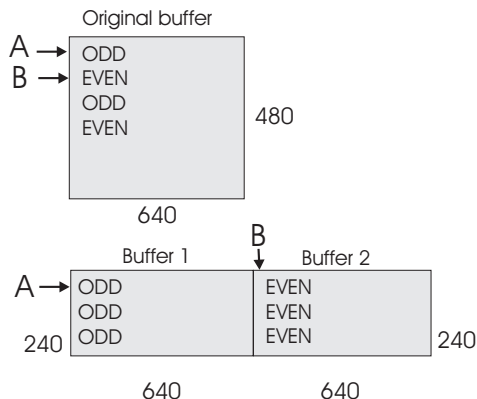 Original buffer
A ODD
B EVEN
ODD
EVEN
480
640
B
Buffer 1 Buffer 2
A ODD EVEN
ODD EVEN
ODD EVEN
240 240
640 640